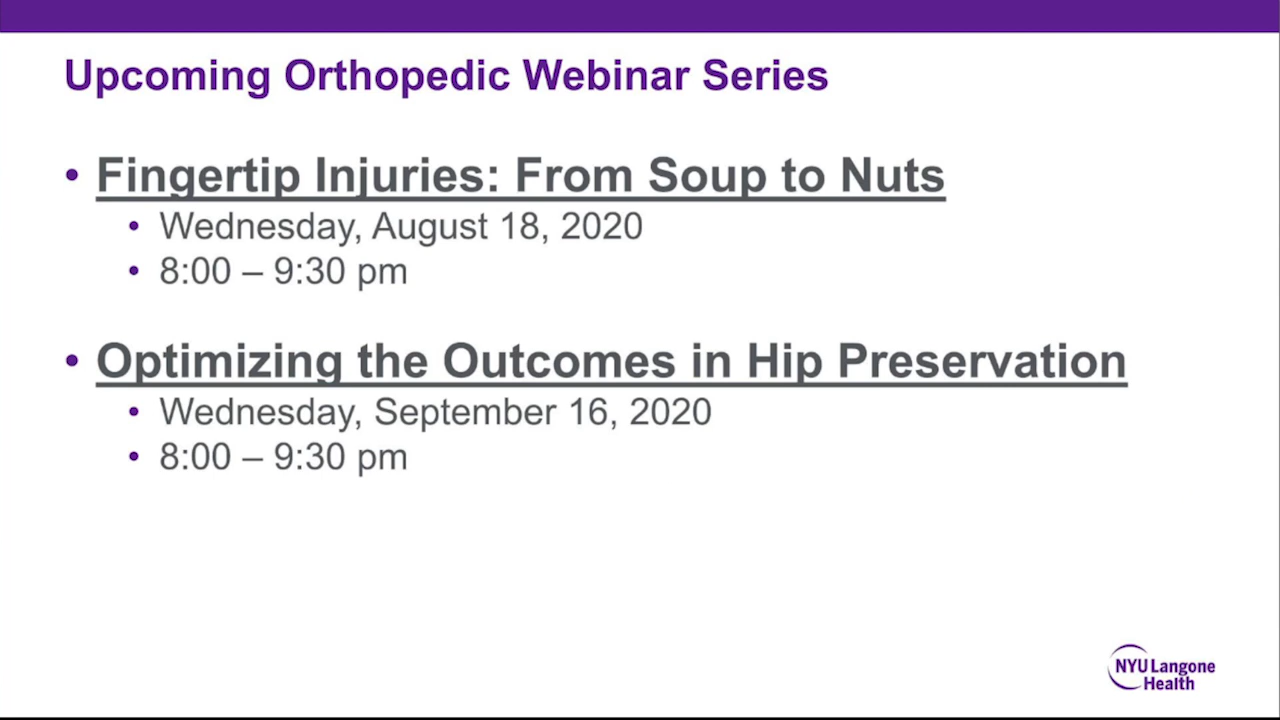 Upcoming Orthopedic Webinar Series
• Fingertip Injuries: From Soup to Nuts
• Wednesday, August 18, 2020
• 8:00 – 9:30 pm
• Optimizing the Outcomes in Hip Preservation
• Wednesday, September 16, 2020
• 8:00 – 9:30 pm
NYU Langone
Health